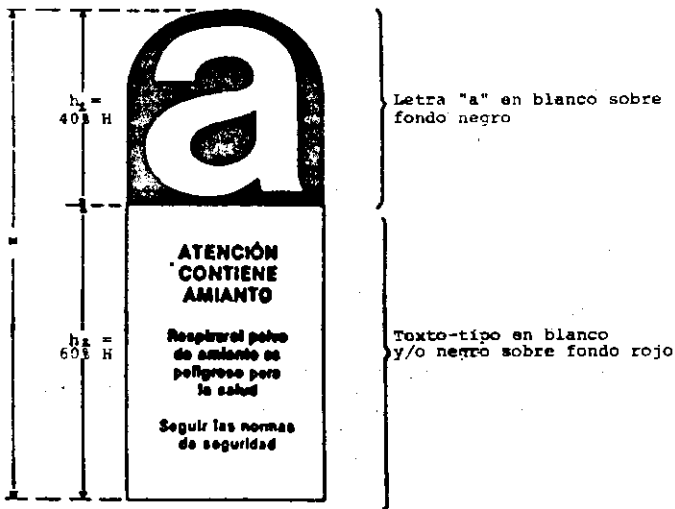 a
h₁ =
40% H
Letra "a" en blanco sobre
fondo negro
H
ATENCIÓN
CONTIENE
AMIANTO
Respirar el polvo
de amianto es
peligroso para
la salud
Seguir las normas
de seguridad
h₂ =
60% H
Texto-tipo en blanco
y/o negro sobre fondo rojo